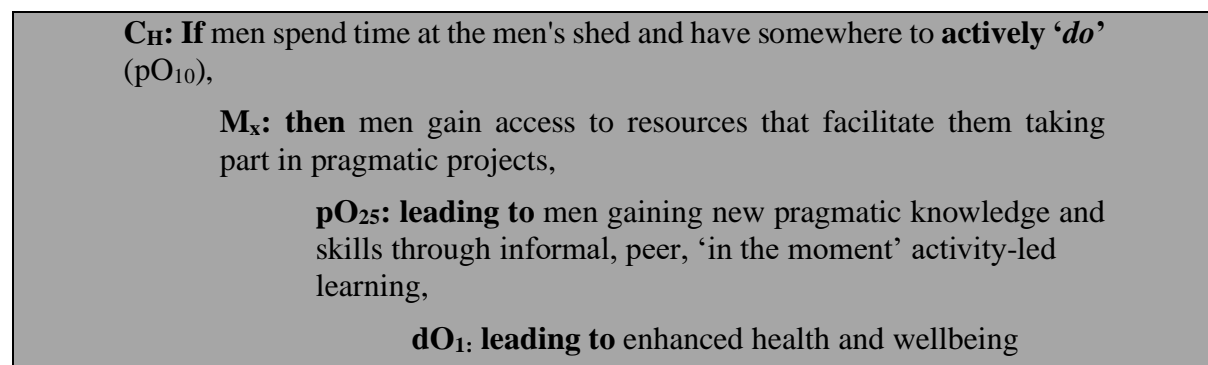 C_H: If men spend time at the men's shed and have somewhere to actively ‘do’
(pO₁₀),
Mₓ: then men gain access to resources that facilitate them taking
part in pragmatic projects,
pO₂₅: leading to men gaining new pragmatic knowledge and
skills through informal, peer, ‘in the moment’ activity-led
learning,
dO₁: leading to enhanced health and wellbeing